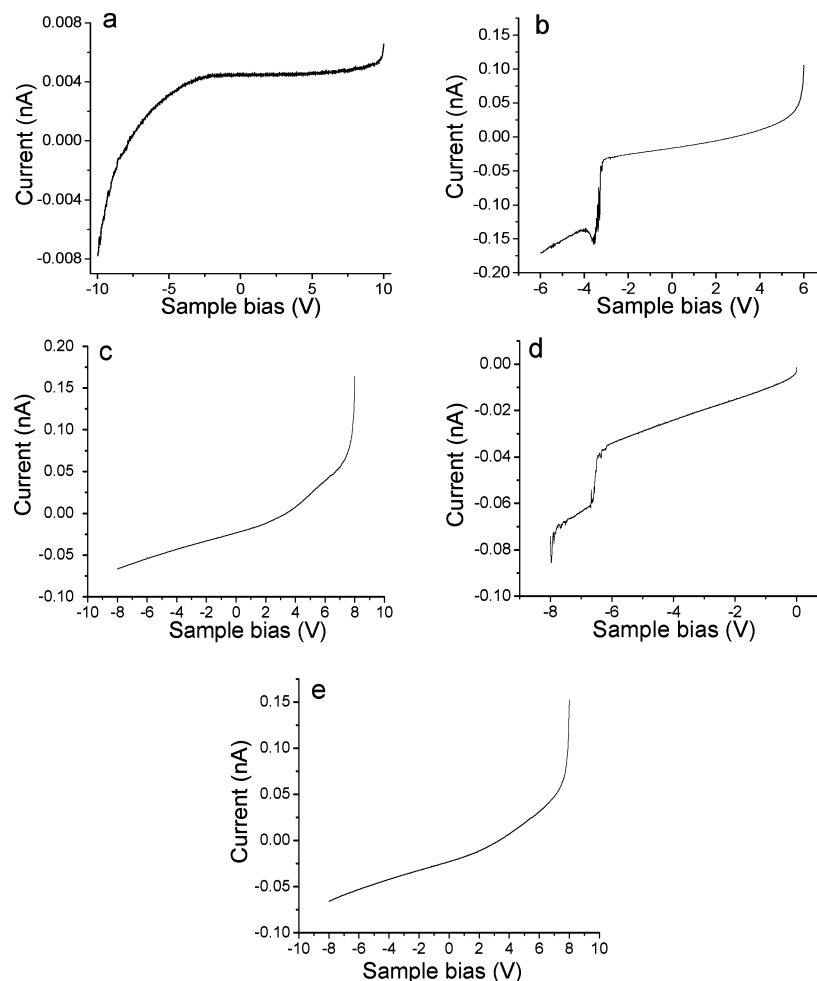 a
0.008
0.004
0.000
-0.004
-0.008
Current (nA)
-10 -5 0 5 10
Sample bias (V)
b
0.15
0.10
0.05
0.00
-0.05
-0.10
-0.15
-0.20
Current (nA)
-6 -4 -2 0 2 4 6
Sample bias (V)
c
0.20
0.15
0.10
0.05
0.00
-0.05
-0.10
Current (nA)
-10 -8 -6 -4 -2 0 2 4 6 8 10
Sample bias (V)
d
0.00
-0.02
-0.04
-0.06
-0.08
-0.10
Current (nA)
-8 -6 -4 -2 0
Sample bias (V)
e
0.15
0.10
0.05
0.00
-0.05
-0.10
Current (nA)
-10 -8 -6 -4 -2 0 2 4 6 8 10
Sample bias (V)